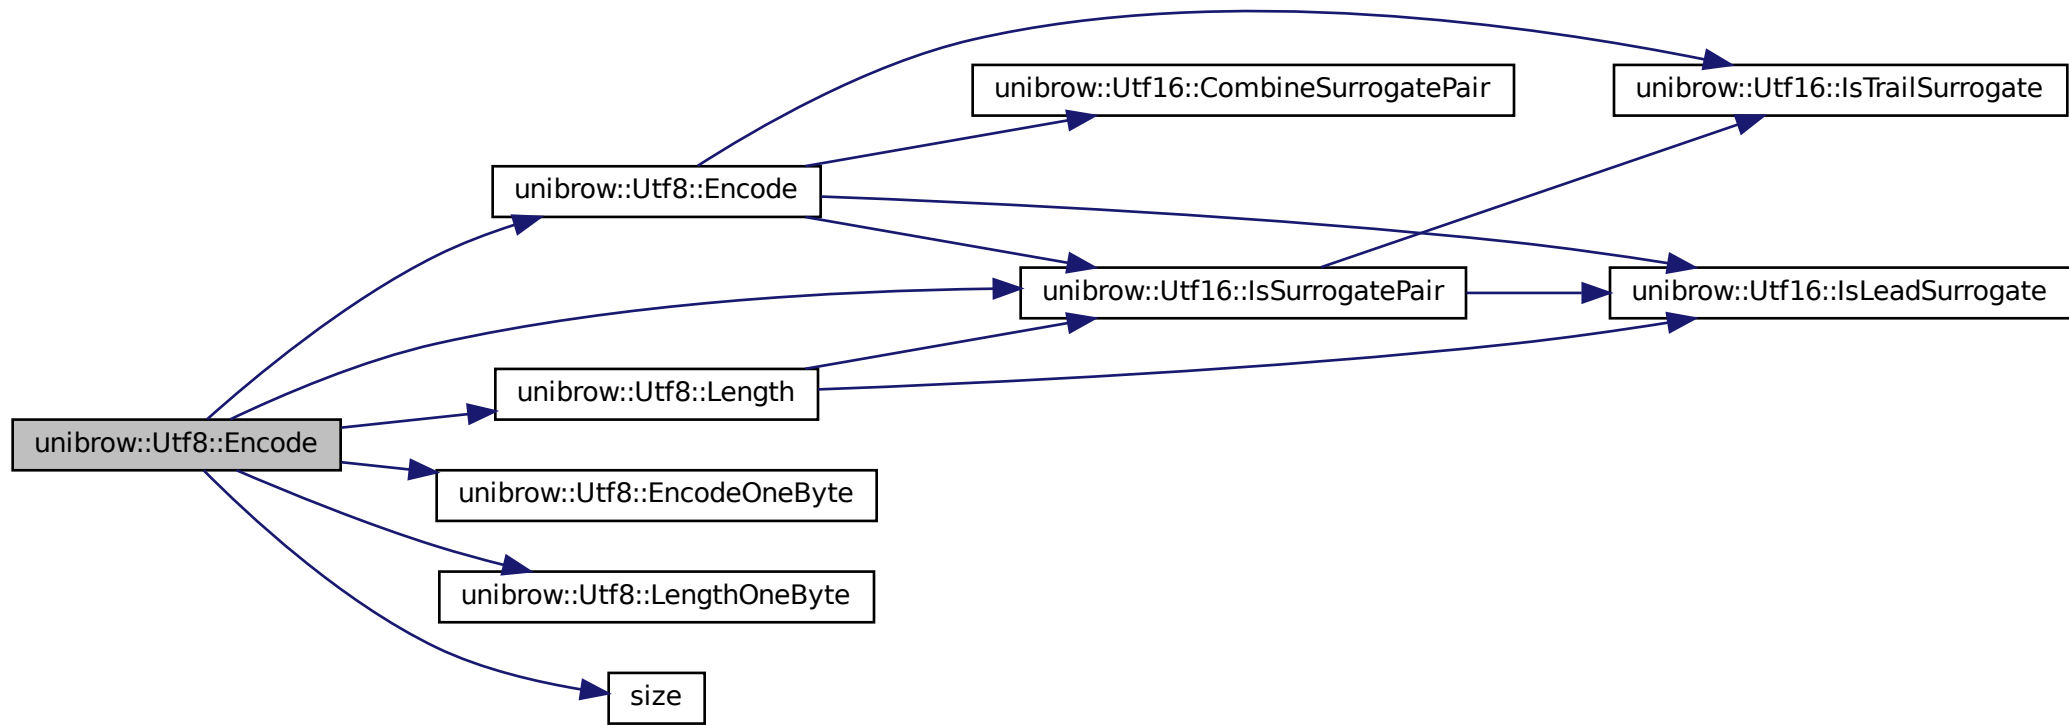 unibrow::Utf16::CombineSurrogatePair
unibrow::Utf16::IsTrailSurrogate
unibrow::Utf8::Encode
unibrow::Utf16::IsSurrogatePair
unibrow::Utf16::IsLeadSurrogate
unibrow::Utf8::Length
unibrow::Utf8::Encode
unibrow::Utf8::EncodeOneByte
unibrow::Utf8::LengthOneByte
size